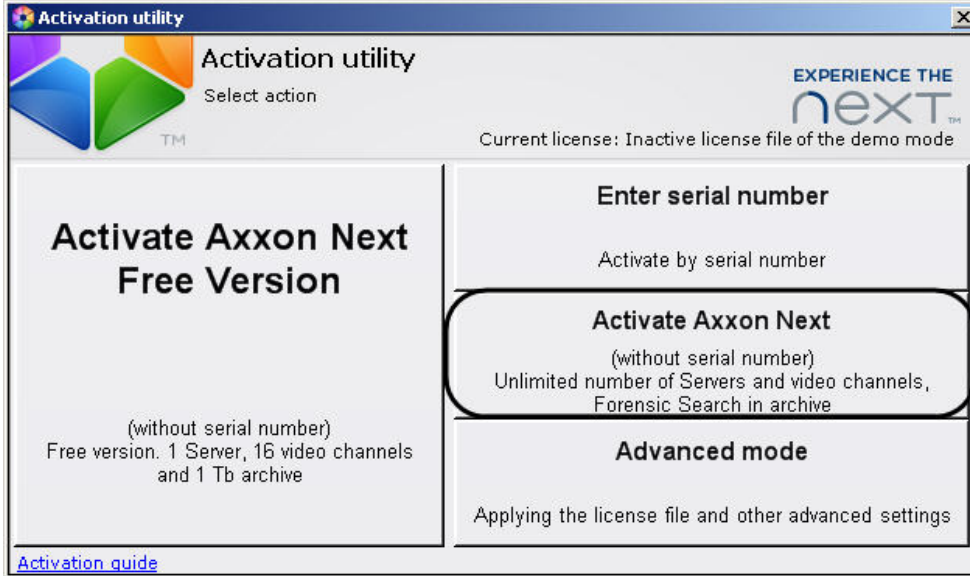 Activation utility
Activation utility
Select action
EXPERIENCE THE
next TM
TM
Current license: Inactive license file of the demo mode
Activate Axxon Next
Free Version
(without serial number)
Free version. 1 Server, 16 video channels
and 1 Tb archive
Enter serial number
Activate by serial number
Activate Axxon Next
(without serial number)
Unlimited number of Servers and video channels,
Forensic Search in archive
Advanced mode
Applying the license file and other advanced settings
Activation guide